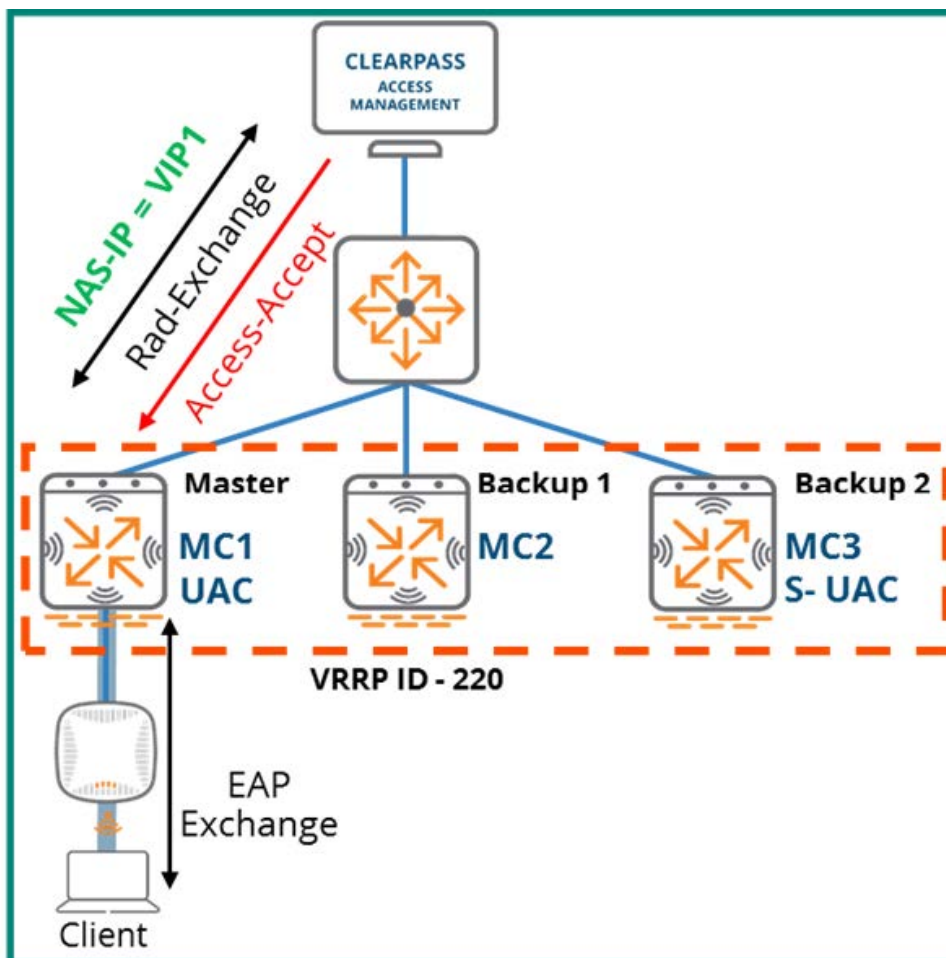 CLEARPASS
ACCESS
MANAGEMENT
NAS-IP = VIP1
Rad-Exchange
Access-Accept
Master
MC1
UAC
Backup 1
MC2
Backup 2
MC3
S- UAC
VRRP ID - 220
EAP
Exchange
Client